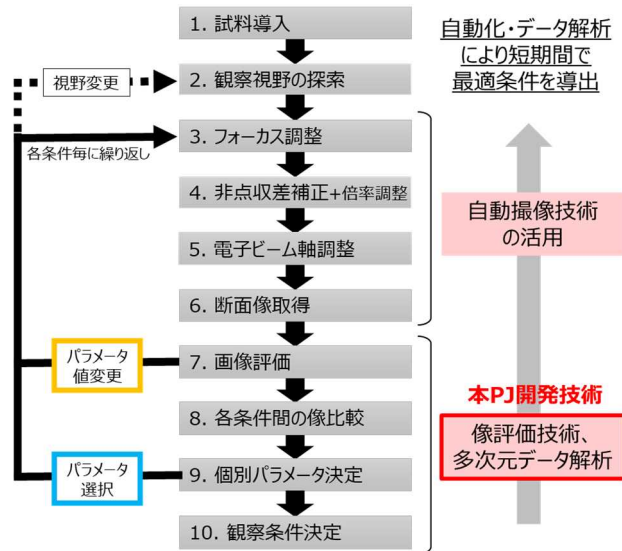 1. 試料導入
2. 観察視野の探索
3. フォーカス調整
4. 非点収差補正+倍率調整
5. 電子ビーム軸調整
6. 断面像取得
7. 画像評価
8. 各条件間の像比較
9. 個別パラメータ決定
10. 観察条件決定
視野変更
各条件毎に繰り返し
パラメータ
値変更
パラメータ
選択
自動化・データ解析
により短期間で
最適条件を導出
自動撮像技術
の活用
本PJ開発技術
像評価技術、
多次元データ解析